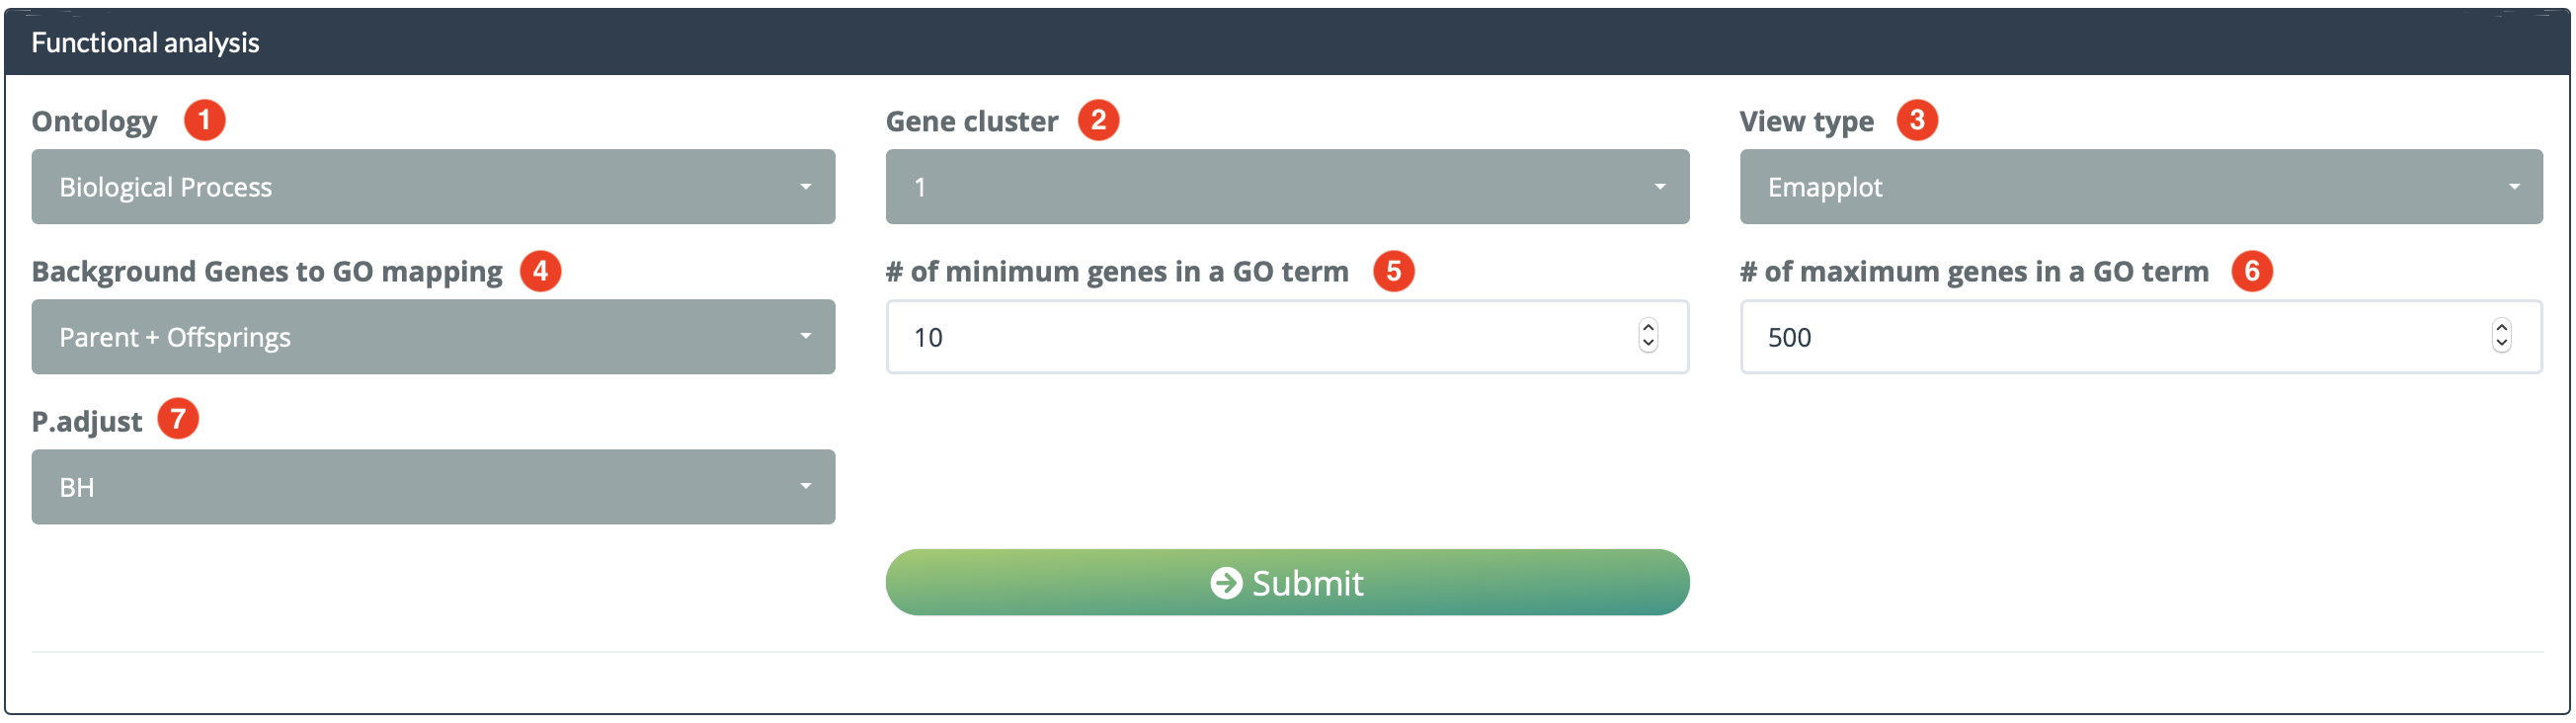 Functional analysis
Ontology 1
Gene cluster 2
View type 3
Biological Process
1
Emapplot
Background Genes to GO mapping 4
# of minimum genes in a GO term 5
# of maximum genes in a GO term 6
Parent + Offsprings
10
500
P.adjust 7
BH
Submit